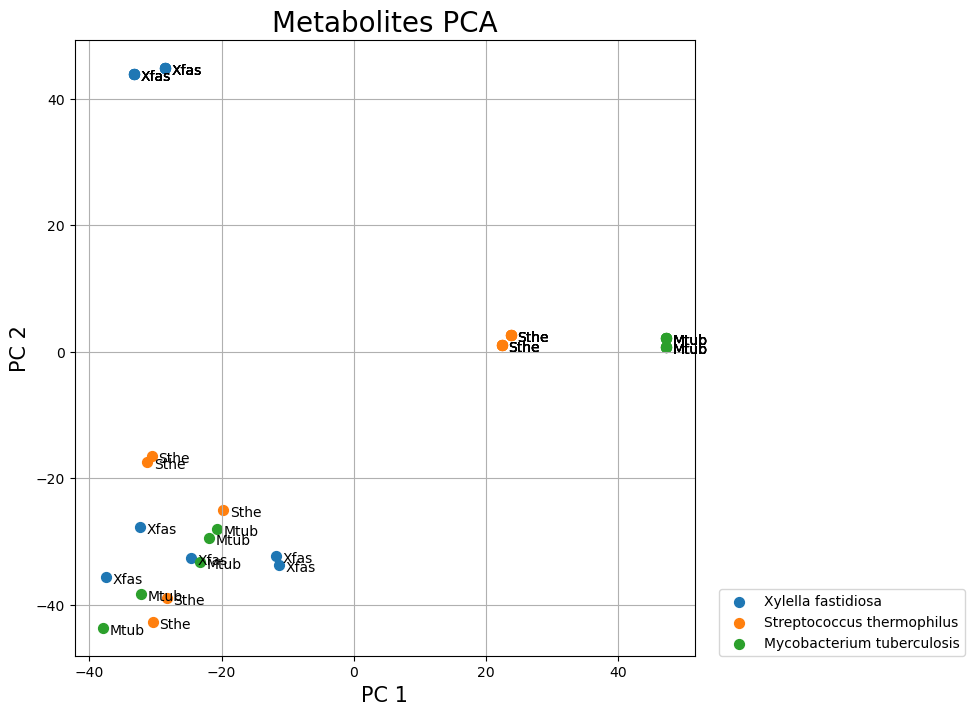 Metabolites PCA
Xfas
Xfas
40
20
PC 2
Sthe
Mtub
Sthe
Mtub
0
Sthe
Sthe
−20
Sthe
Xfas
Mtub
Mtub
Xfas
Xfas
Mtub
Xfas
Xfas
Mtub
Sthe
−40
Sthe
Mtub
−40
−20
0
20
40
PC 1
Xylella fastidiosa
Streptococcus thermophilus
Mycobacterium tuberculosis